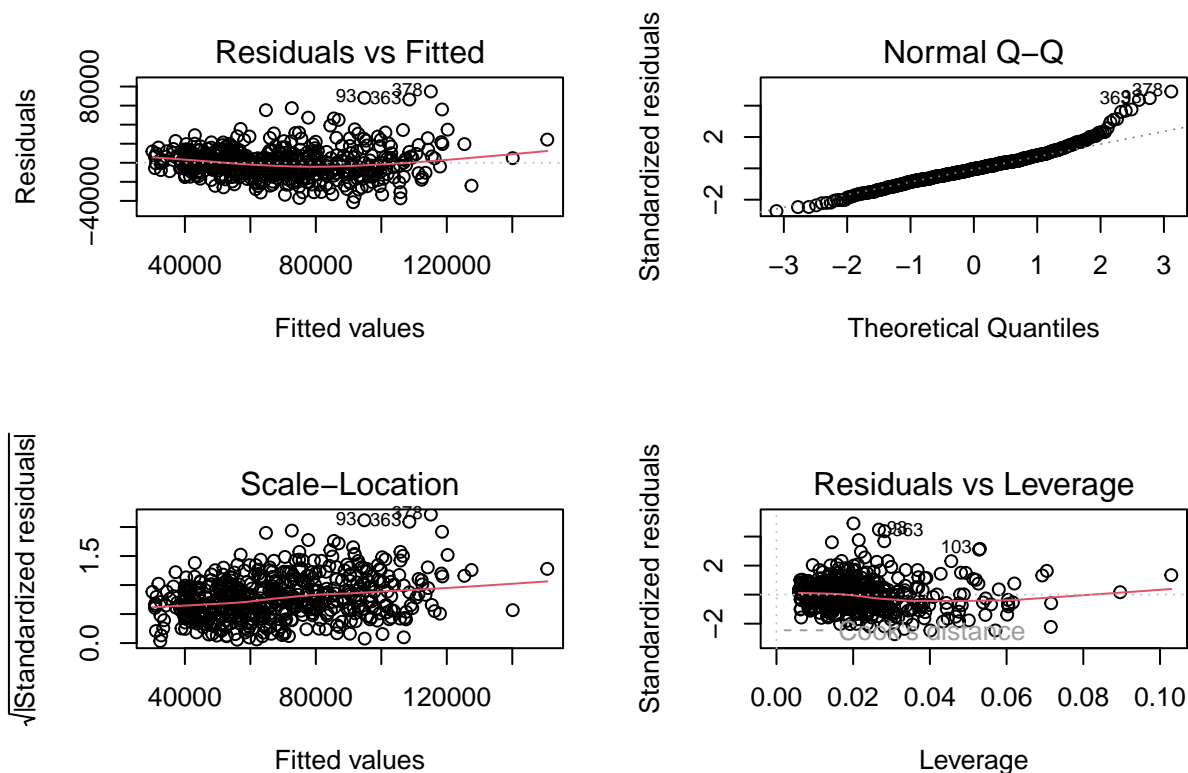 Residuals vs Fitted
Residuals
80000
−40000
93
363
378
40000 80000 120000
Fitted values
Normal Q−Q
Standardized residuals
2
−2
378
−3 −2 −1 0 1 2 3
Theoretical Quantiles
Scale−Location
√|Standardized residuals|
1.5
0.0
93
363
378
40000 80000 120000
Fitted values
Residuals vs Leverage
Standardized residuals
2
−2
363
103
Cook's distance
0.00 0.02 0.04 0.06 0.08 0.10
Leverage